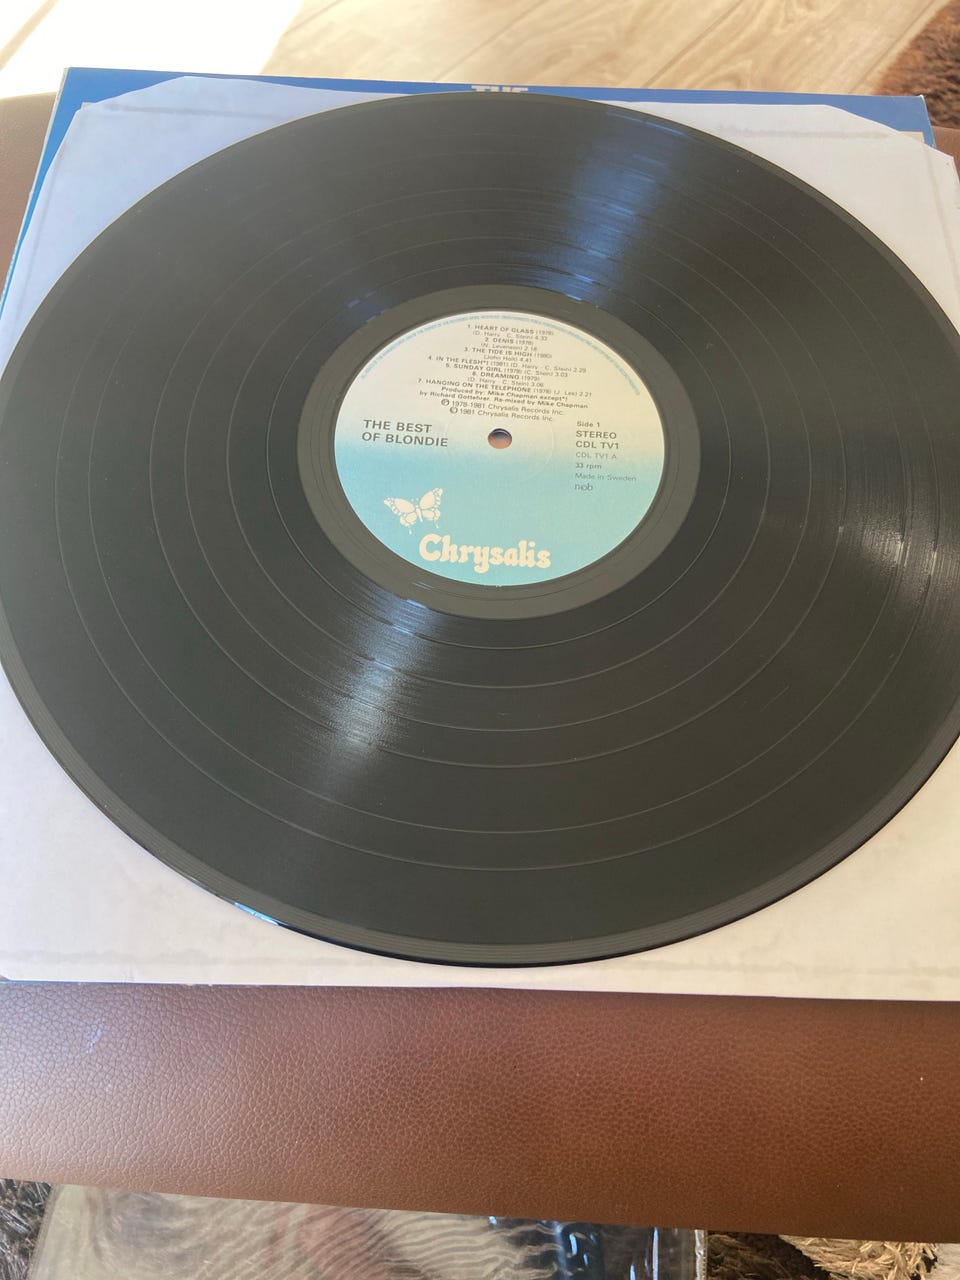 THE
1. HEART OF GLASS (1978)
(D. Harry - C. Stein) 4.33
2. DENIS (1978)
(N. Levenson) 2.18
3. THE TIDE IS HIGH (1980)
(John Holt) 4.41
4. IN THE FLESH*) (1981) (D. Harry - C. Stein) 2.29
5. SUNDAY GIRL (1978) (C. Stein) 3.03
6. DREAMING (1979)
(D. Harry - C. Stein) 3.06
7. HANGING ON THE TELEPHONE (1978) (J. Lee) 2.21
Produced by: Mike Chapman except*)
by Richard Gottehrer. Re-mixed by Mike Chapman
Ⓟ 1978-1981 Chrysalis Records Inc.
© 1981 Chrysalis Records Inc.
THE BEST
OF BLONDIE
Side 1
STEREO
CDL TV1
CDL TV1 A
33 rpm
Made in Sweden
ncb
Chrysalis